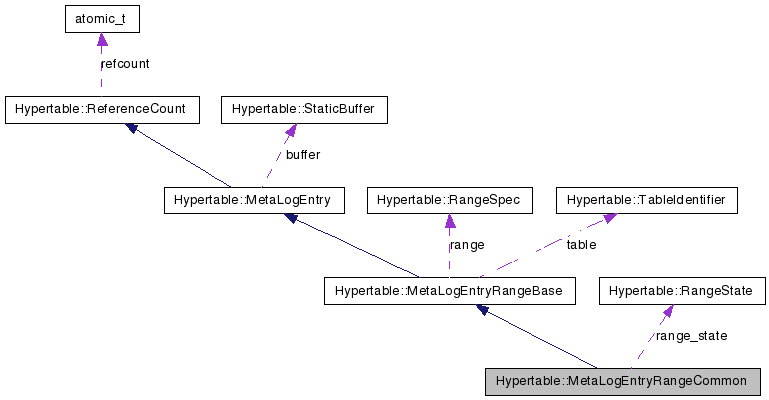 atomic_t
refcount
Hypertable::ReferenceCount
Hypertable::StaticBuffer
buffer
Hypertable::MetaLogEntry
Hypertable::RangeSpec
Hypertable::TableIdentifier
range
table
Hypertable::MetaLogEntryRangeBase
Hypertable::RangeState
range_state
Hypertable::MetaLogEntryRangeCommon